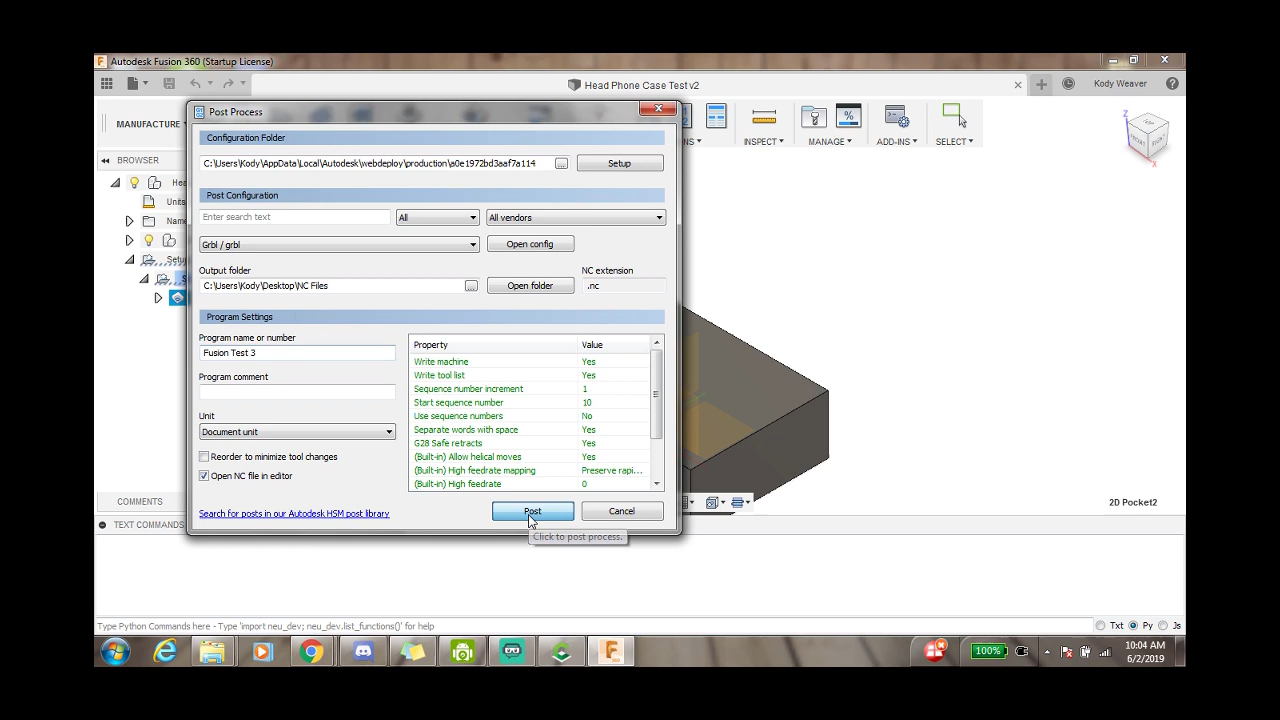 Autodesk Fusion 360 (Startup License)
Head Phone Case Test v2
Kody Weaver
MANUFACTURE
INSPECT
MANAGE
ADD-INS
SELECT
BROWSER
Units
Post Process
Configuration Folder
C:\Users\Kody\AppData\Local\Autodesk\webdeploy\production\a0e1972bd3aaf7a114
...
Setup
Post Configuration
Enter search text
All
All vendors
Grbl / grbl
Open config
Output folder
NC extension
C:\Users\Kody\Desktop\NC Files
...
Open folder
.nc
Program Settings
Program name or number
Fusion Test 3
Program comment
Unit
Document unit
Reorder to minimize tool changes
Open NC file in editor
Search for posts in our Autodesk HSM post library
Property Value
Write machine Yes
Write tool list Yes
Sequence number increment 1
Start sequence number 10
Use sequence numbers No
Separate words with space Yes
G28 Safe retracts Yes
(Built-in) Allow helical moves Yes
(Built-in) High feedrate mapping Preserve rapi...
(Built-in) High feedrate 0
Post
Cancel
Click to post process.
2D Pocket2
COMMENTS
TEXT COMMANDS
Type Python Commands here - Type 'import neu_dev; neu_dev.list_functions()' for help
Txt Py Js
100%
10:04 AM
6/2/2019